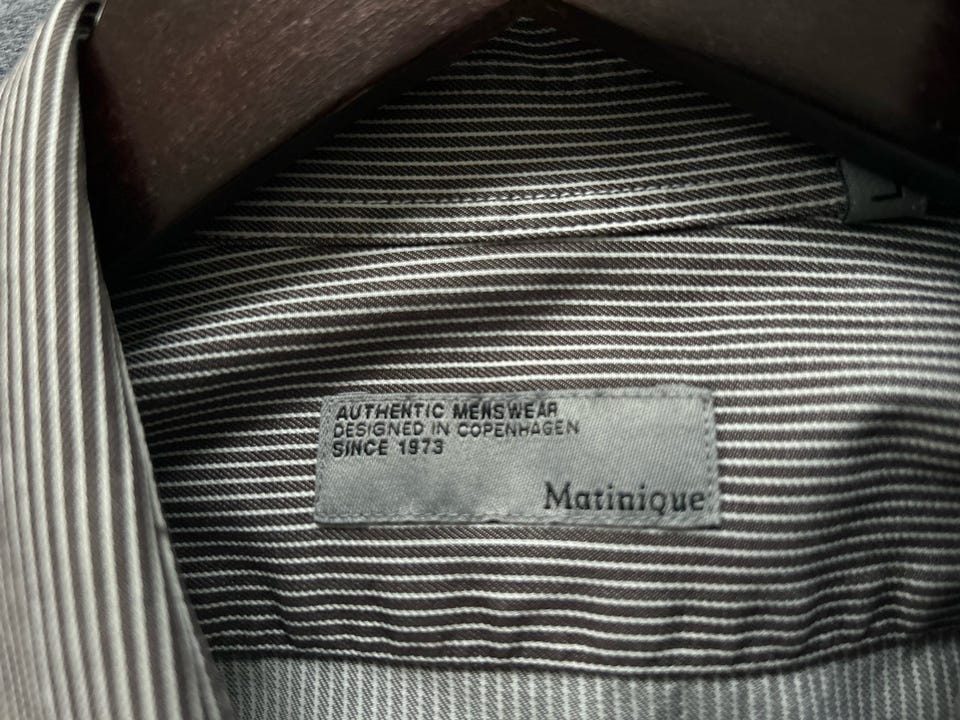 L
AUTHENTIC MENSWEAR
DESIGNED IN COPENHAGEN
SINCE 1973
Matinique